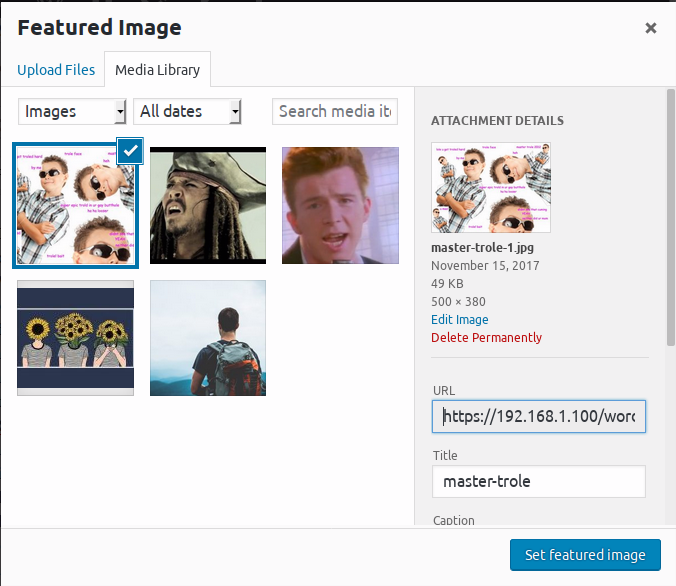 Featured Image
Upload Files
Media Library
Images
All dates
Search media ite
ATTACHMENT DETAILS
master-trole-1.jpg
November 15, 2017
49 KB
500 × 380
Edit Image
Delete Permanently
URL
https://192.168.1.100/word
Title
master-trole
Caption
Set featured image